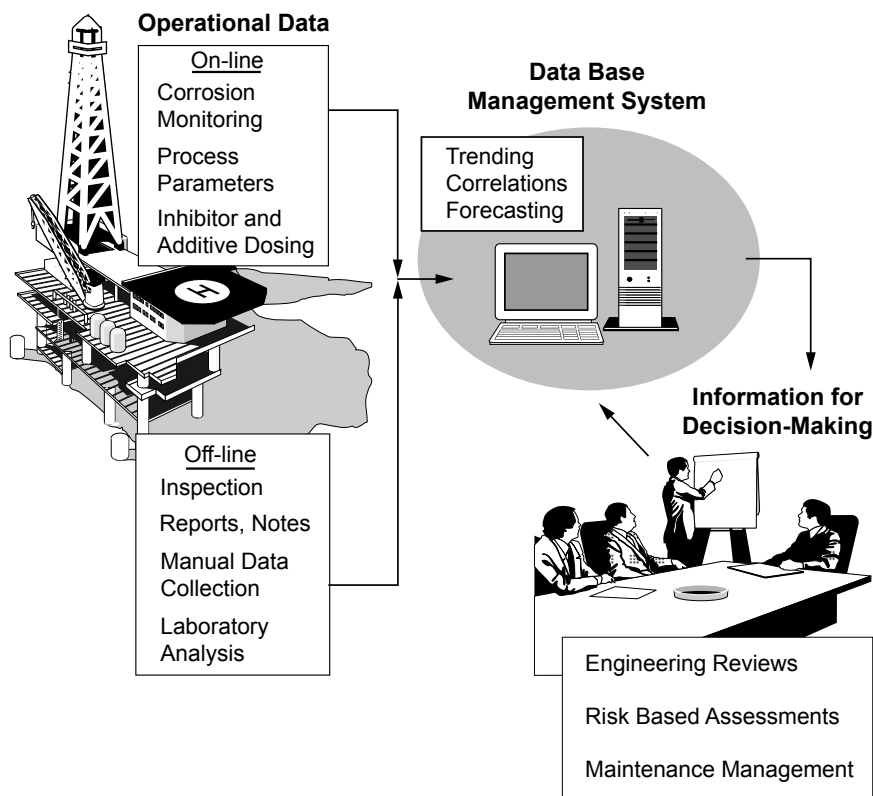 Operational Data
On-line
Corrosion
Monitoring
Process
Parameters
Inhibitor and
Additive Dosing
H
Off-line
Inspection
Reports, Notes
Manual Data
Collection
Laboratory
Analysis
Data Base
Management System
Trending
Correlations
Forecasting
Information for
Decision-Making
Engineering Reviews
Risk Based Assessments
Maintenance Management